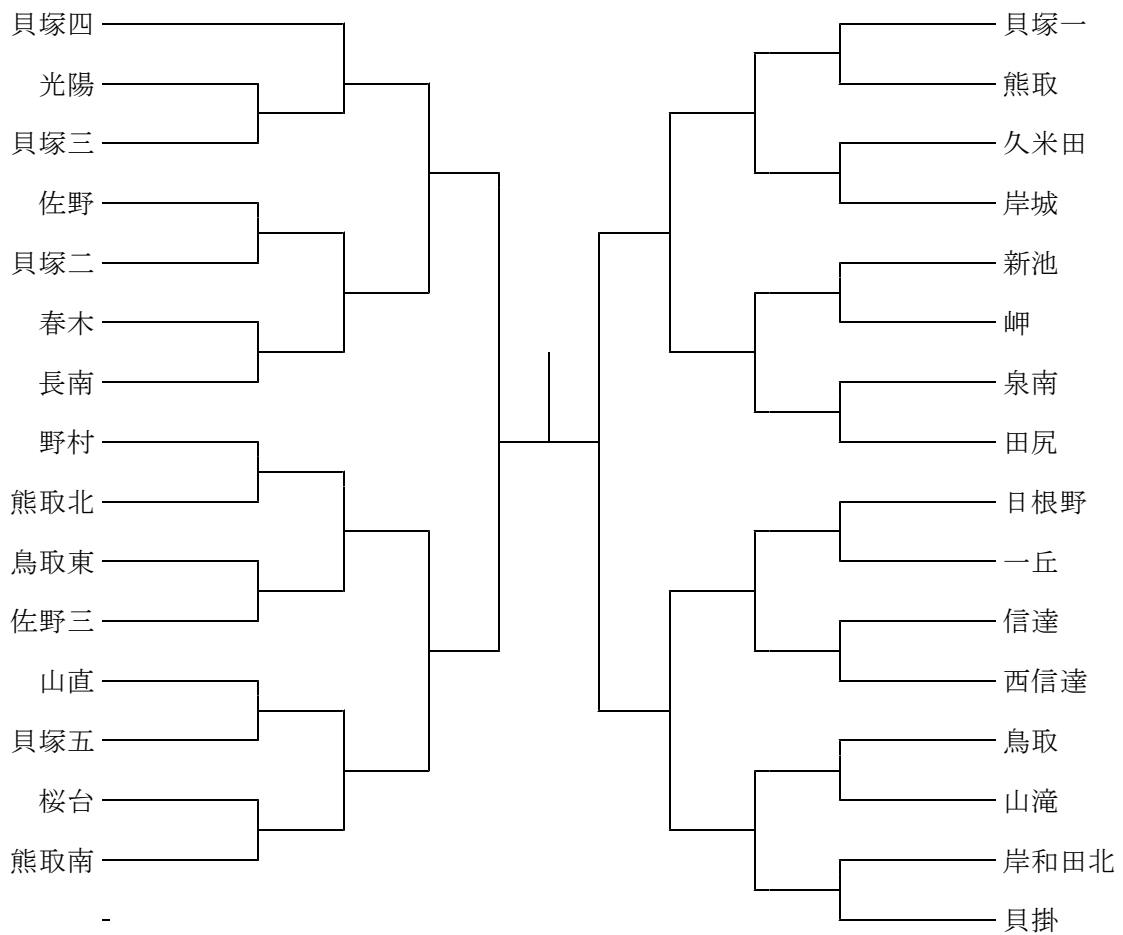 貝塚四
光陽
貝塚三
佐野
貝塚二
春木
長南
野村
熊取北
鳥取東
佐野三
山直
貝塚五
桜台
熊取南
貝塚一
熊取
久米田
岸城
新池
岬
泉南
田尻
日根野
一丘
信達
西信達
鳥取
山滝
岸和田北
貝掛